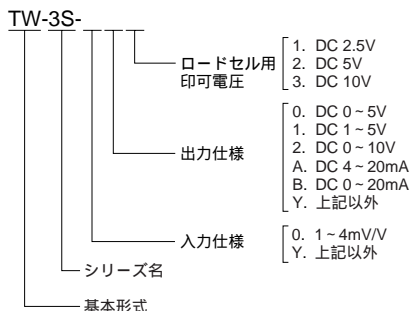 TW-3S-
ロードセル用
印可電圧
1. DC 2.5V
2. DC 5V
3. DC 10V
出力仕様
0. DC 0~5V
1. DC 1~5V
2. DC 0~10V
A. DC 4~20mA
B. DC 0~20mA
Y. 上記以外
入力仕様
0. 1~4mV/V
Y. 上記以外
シリーズ名
基本形式